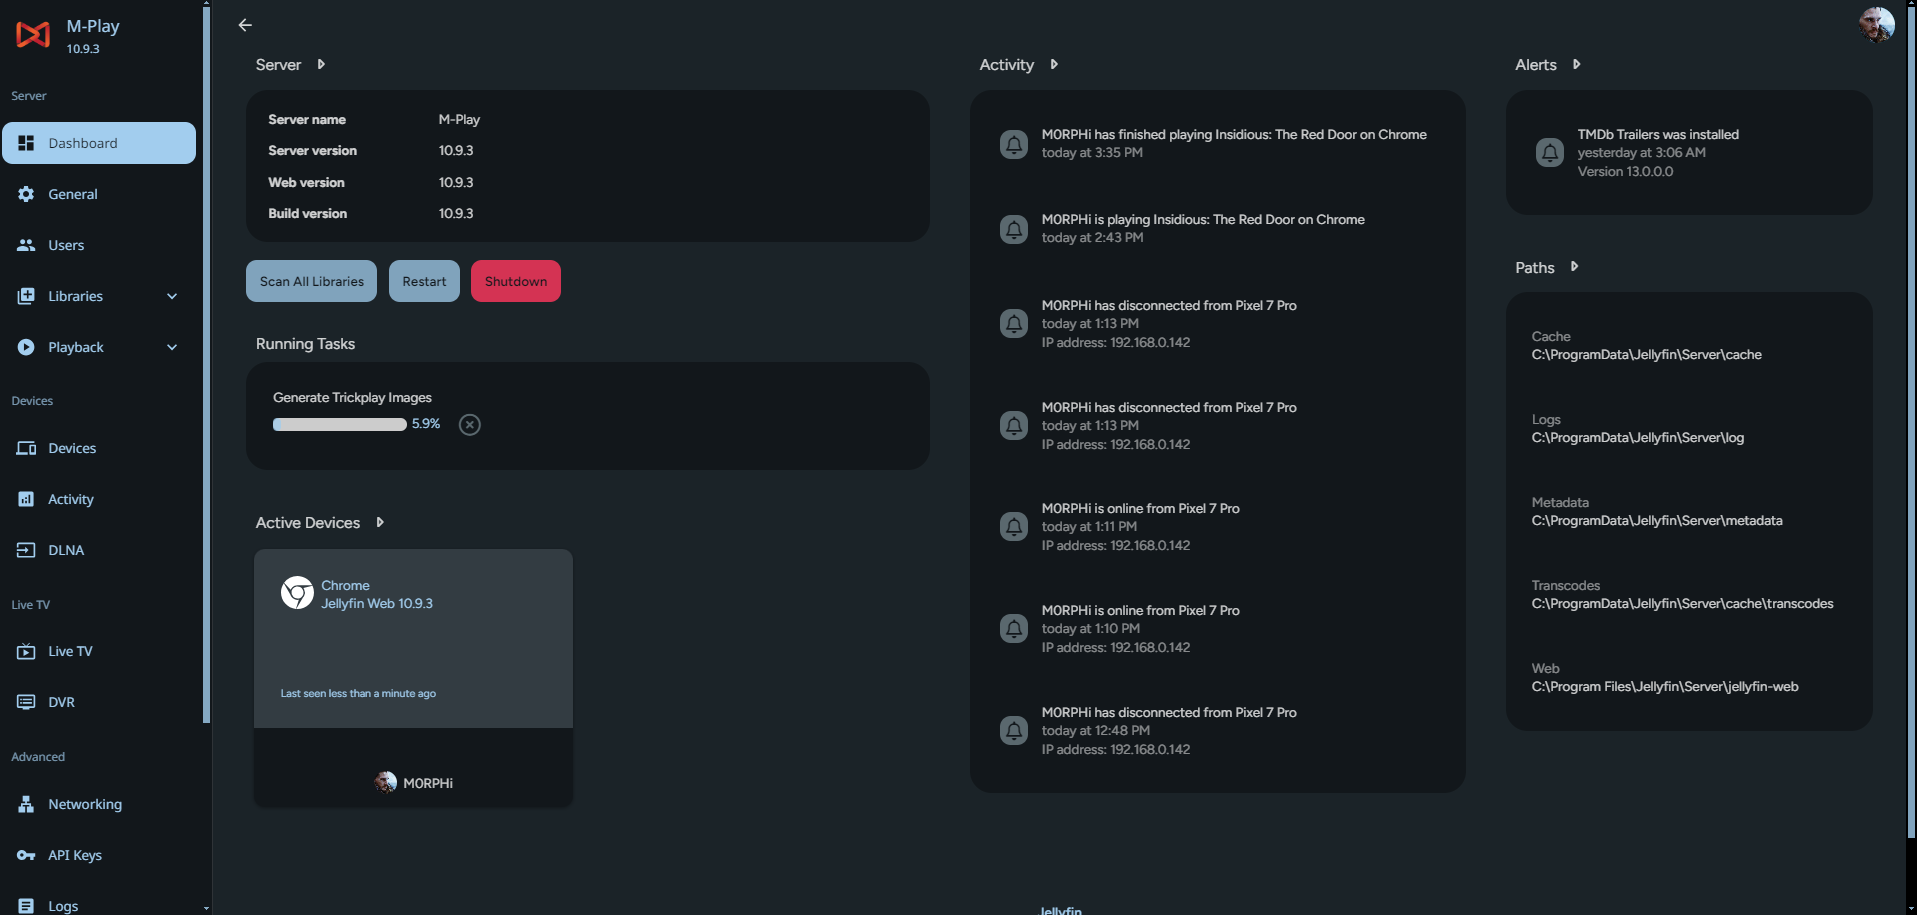 M-Play
10.9.3
Server
Dashboard
General
Users
Libraries
Playback
Devices
Devices
Activity
DLNA
Live TV
Live TV
DVR
Advanced
Networking
API Keys
Logs
Server
Server name M-Play
Server version 10.9.3
Web version 10.9.3
Build version 10.9.3
Scan All Libraries Restart Shutdown
Running Tasks
Generate Trickplay Images
5.9%
Active Devices
Chrome
Jellyfin Web 10.9.3
Last seen less than a minute ago
M0RPHi
Activity
M0RPHi has finished playing Insidious: The Red Door on Chrome
today at 3:35 PM
M0RPHi is playing Insidious: The Red Door on Chrome
today at 2:43 PM
M0RPHi has disconnected from Pixel 7 Pro
today at 1:13 PM
IP address: 192.168.0.142
M0RPHi has disconnected from Pixel 7 Pro
today at 1:13 PM
IP address: 192.168.0.142
M0RPHi is online from Pixel 7 Pro
today at 1:11 PM
IP address: 192.168.0.142
M0RPHi is online from Pixel 7 Pro
today at 1:10 PM
IP address: 192.168.0.142
M0RPHi has disconnected from Pixel 7 Pro
today at 12:48 PM
IP address: 192.168.0.142
Alerts
TMDb Trailers was installed
yesterday at 3:06 AM
Version 13.0.0.0
Paths
Cache
C:\ProgramData\Jellyfin\Server\cache
Logs
C:\ProgramData\Jellyfin\Server\log
Metadata
C:\ProgramData\Jellyfin\Server\metadata
Transcodes
C:\ProgramData\Jellyfin\Server\cache\transcodes
Web
C:\Program Files\Jellyfin\Server\jellyfin-web
Jellyfin